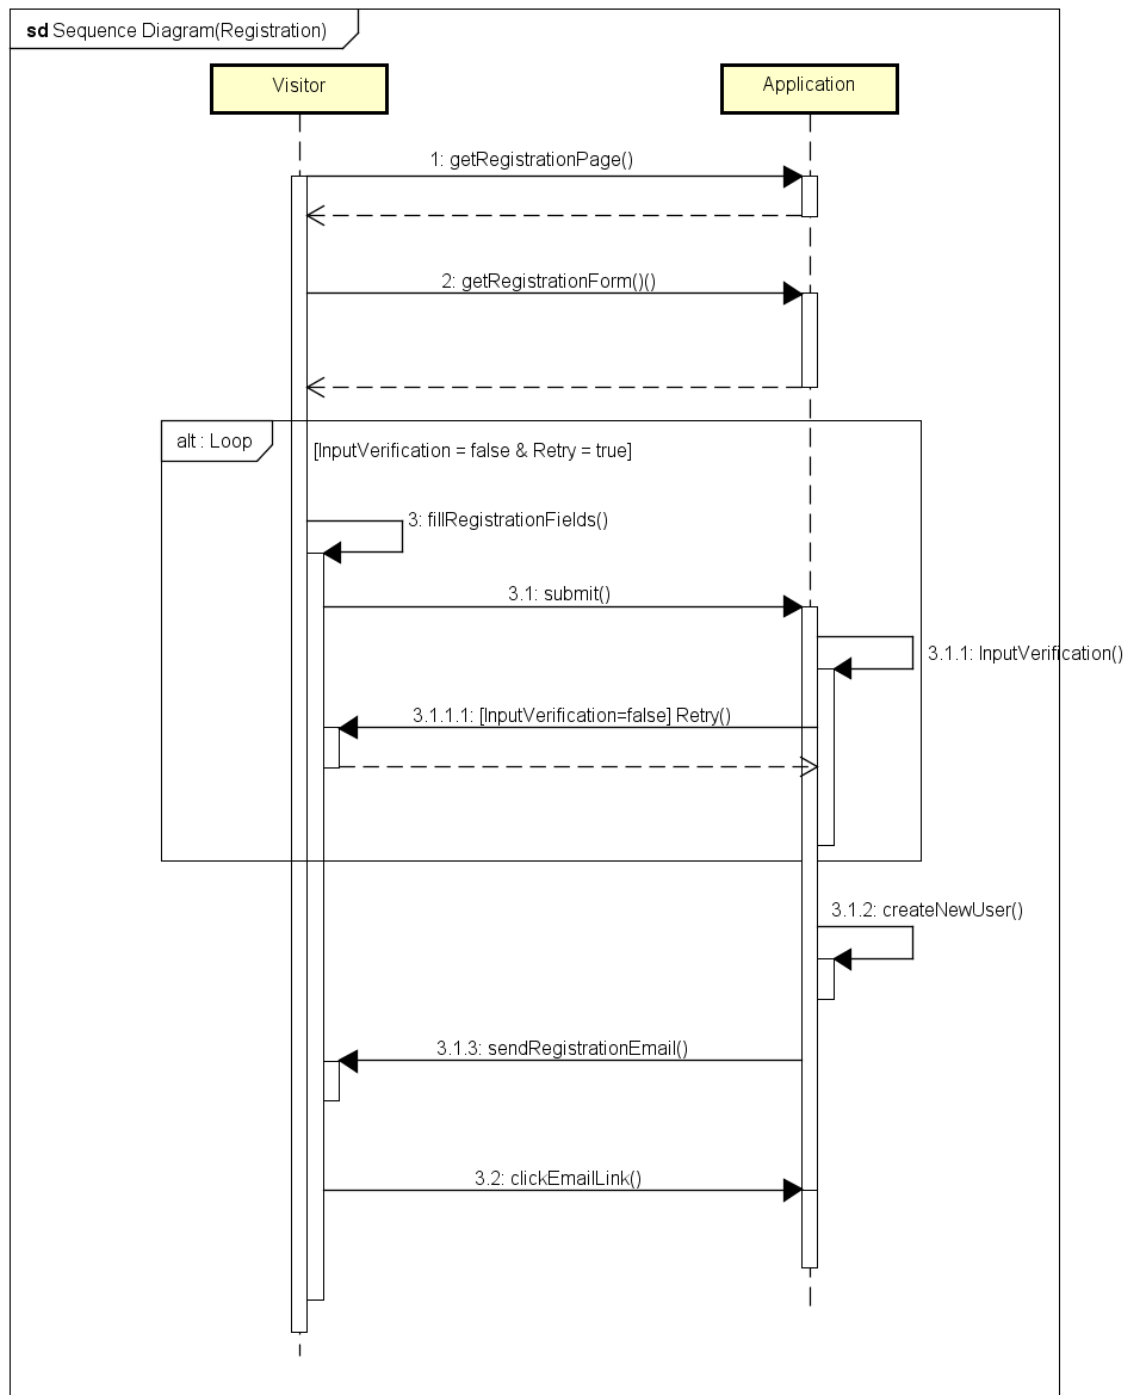 sd Sequence Diagram(Registration)
Visitor
Application
1: getRegistrationPage()
2: getRegistrationForm()()
alt : Loop
[InputVerification = false & Retry = true]
3: fillRegistrationFields()
3.1: submit()
3.1.1: InputVerification()
3.1.1.1: [InputVerification=false] Retry()
3.1.2: createNewUser()
3.1.3: sendRegistrationEmail()
3.2: clickEmailLink()